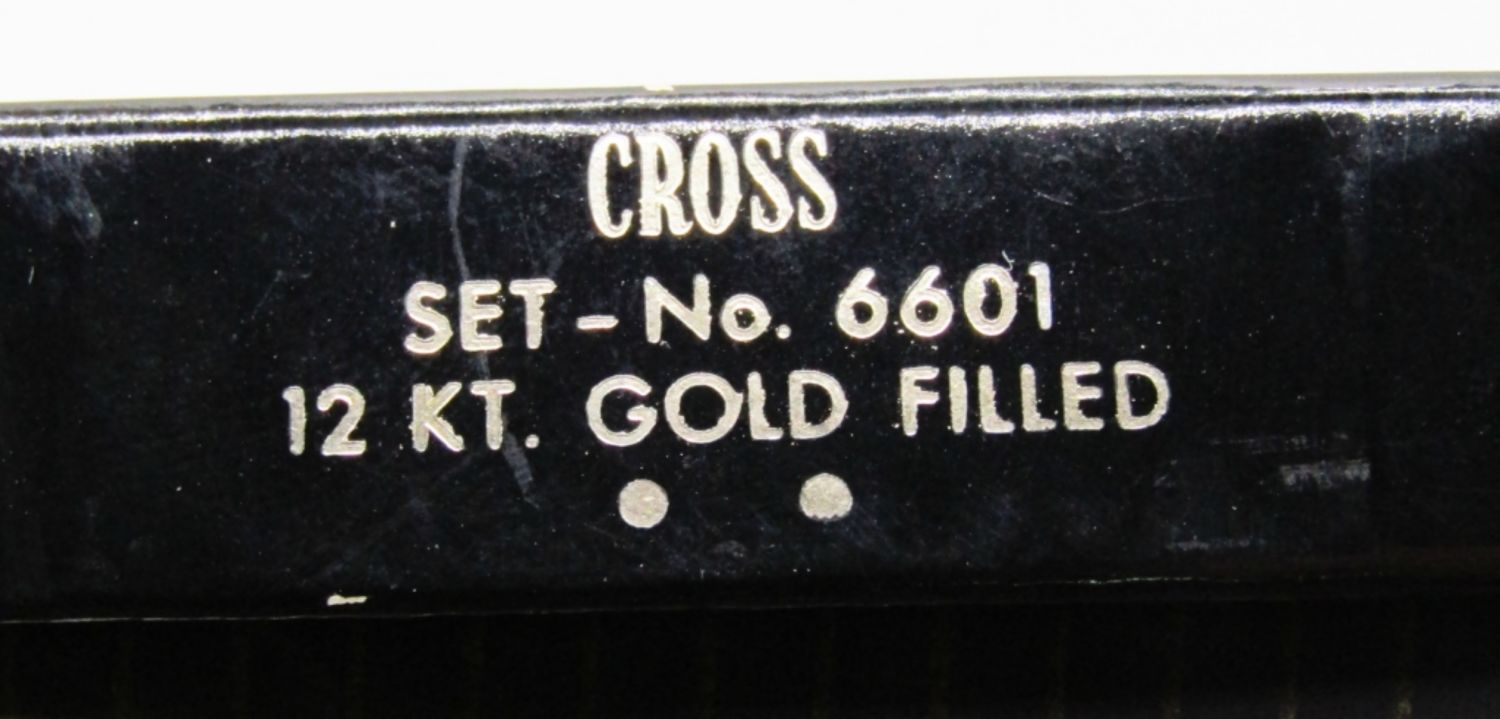 CROSS
SET - No. 6601
12 KT. GOLD FILLED